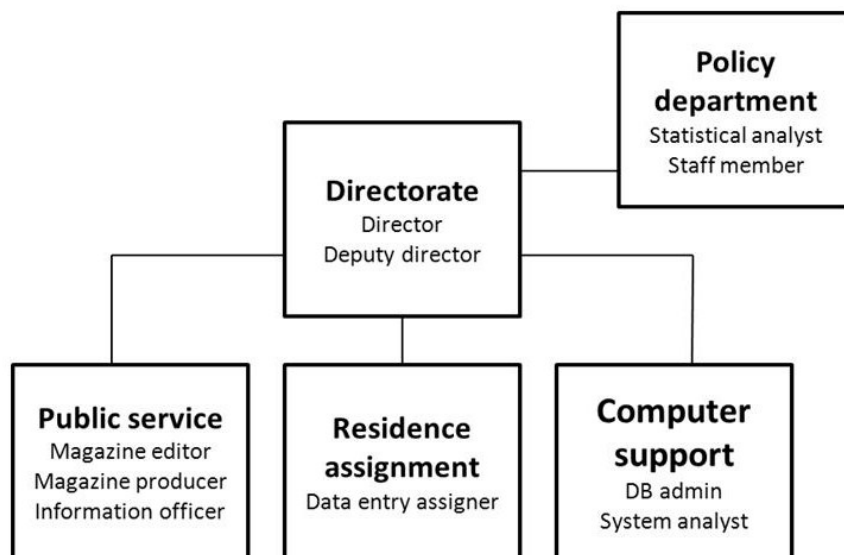 Policy
department
Statistical analyst
Staff member
Directorate
Director
Deputy director
Public service
Magazine editor
Magazine producer
Information officer
Residence
assignment
Data entry assigner
Computer
support
DB admin
System analyst